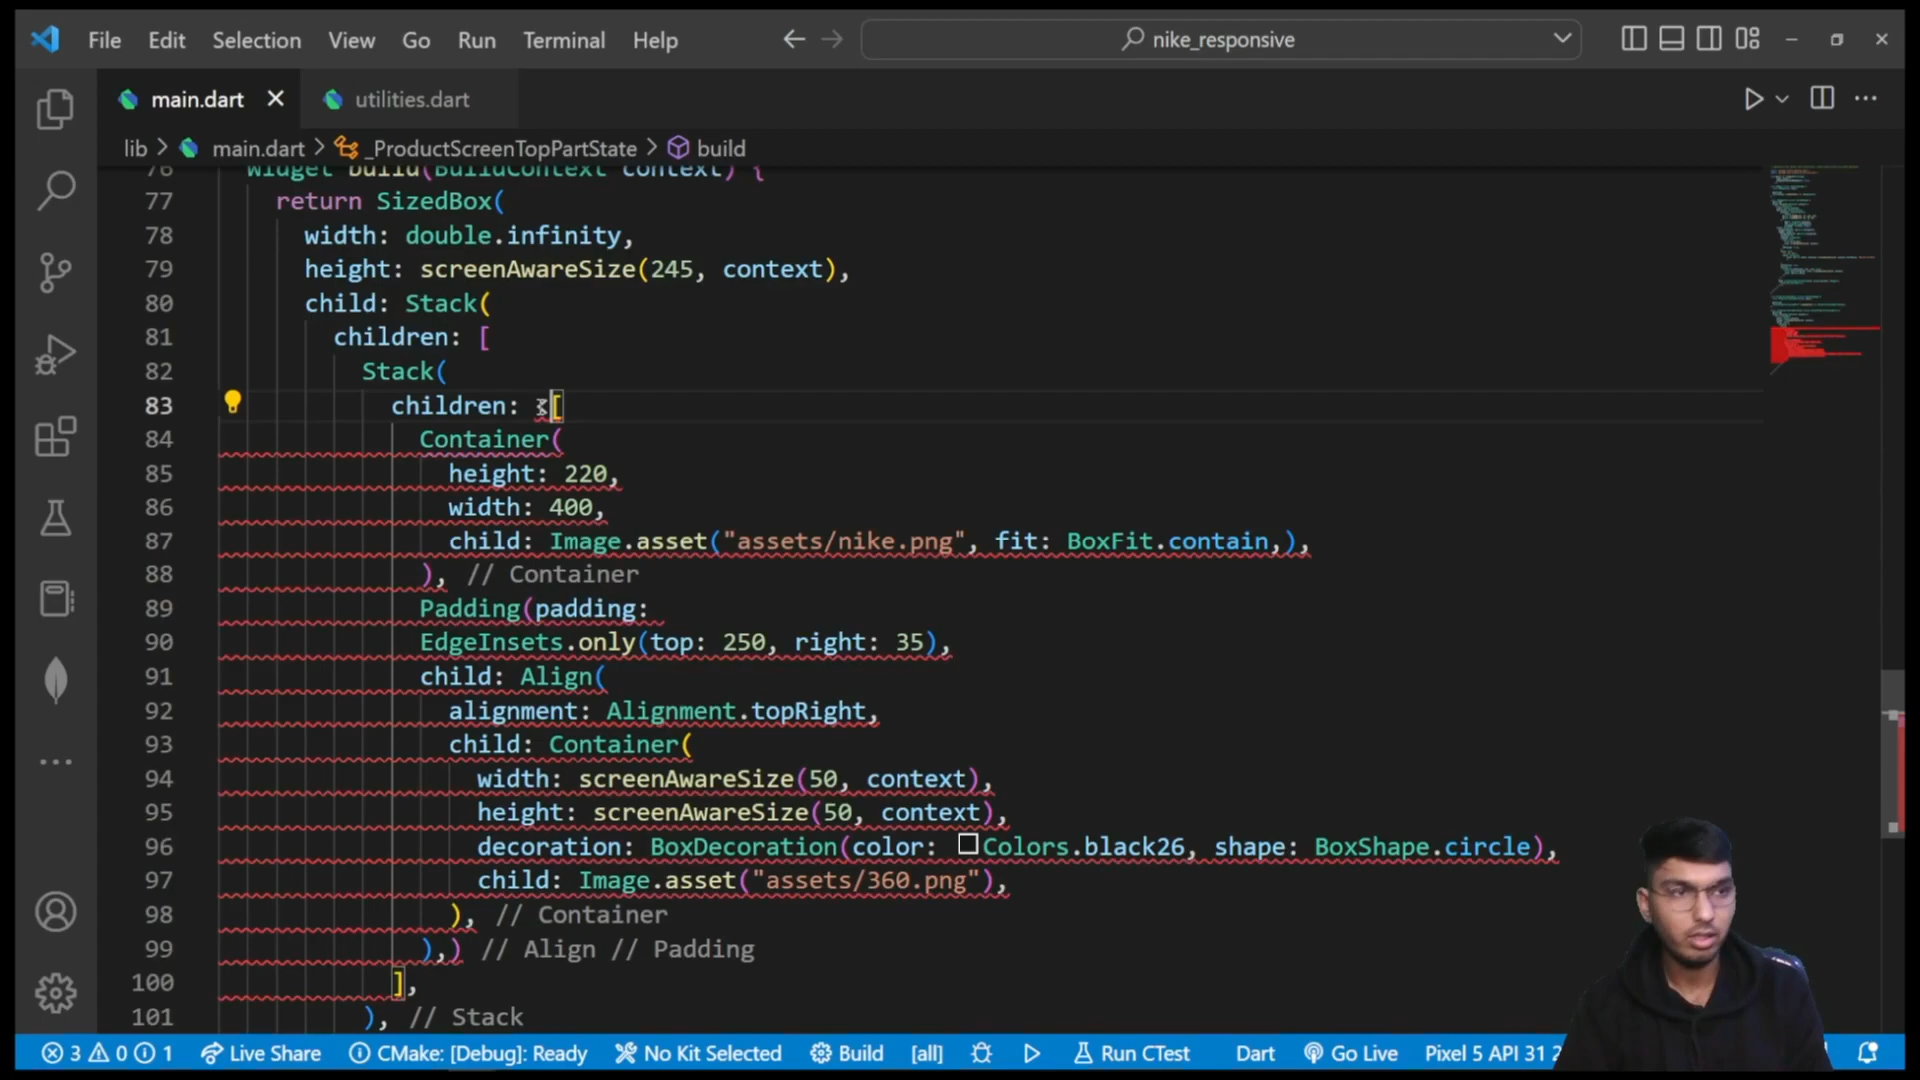 File Edit Selection View Go Run Terminal Help nike_responsive
main.dart utilities.dart
lib main.dart _ProductScreenTopPartState build
76 Widget build(BuildContext context) {
77 return SizedBox(
78 width: double.infinity,
79 height: screenAwareSize(245, context),
80 child: Stack(
81 children: [
82 Stack(
83 children: [
84 Container(
85 height: 220,
86 width: 400,
87 child: Image.asset("assets/nike.png", fit: BoxFit.contain,),
88 ), // Container
89 Padding(padding:
90 EdgeInsets.only(top: 250, right: 35),
91 child: Align(
92 alignment: Alignment.topRight,
93 child: Container(
94 width: screenAwareSize(50, context),
95 height: screenAwareSize(50, context),
96 decoration: BoxDecoration(color: Colors.black26, shape: BoxShape.circle),
97 child: Image.asset("assets/360.png"),
98 ), // Container
99 ),) // Align // Padding
100 ],
101 ), // Stack
3 0 1 Live Share CMake: [Debug]: Ready No Kit Selected Build [all] Run CTest Dart Go Live Pixel 5 API 31